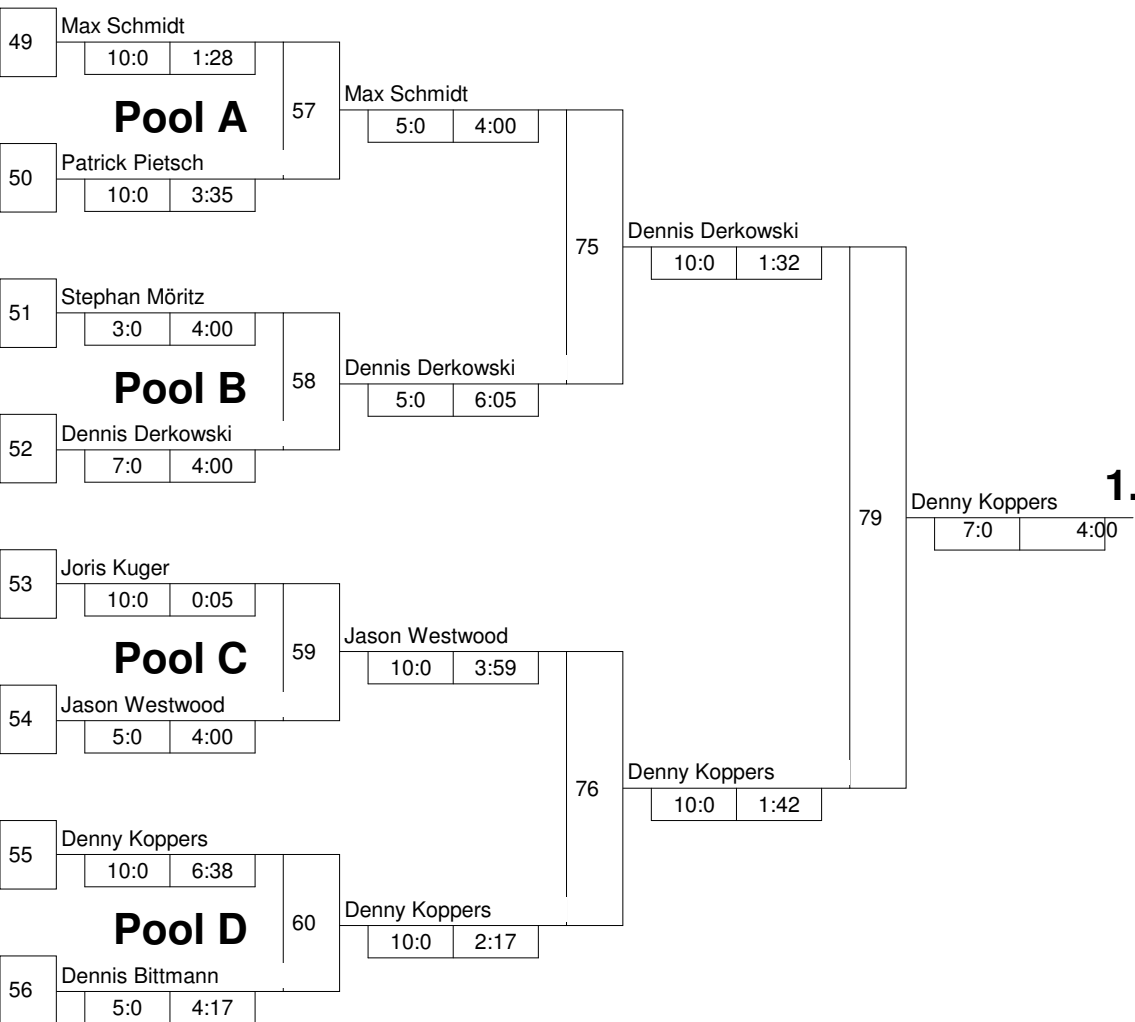 49
Max Schmidt
10:0 1:28
Pool A
57
Max Schmidt
5:0 4:00
50
Patrick Pietsch
10:0 3:35
75
Dennis Derkowski
10:0 1:32
51
Stephan Möritz
3:0 4:00
Pool B
58
Dennis Derkowski
5:0 6:05
52
Dennis Derkowski
7:0 4:00
79
Denny Koppers
1.
7:0 4:00
53
Joris Kuger
10:0 0:05
Pool C
59
Jason Westwood
10:0 3:59
54
Jason Westwood
5:0 4:00
76
Denny Koppers
10:0 1:42
55
Denny Koppers
10:0 6:38
Pool D
60
Denny Koppers
10:0 2:17
56
Dennis Bittmann
5:0 4:17